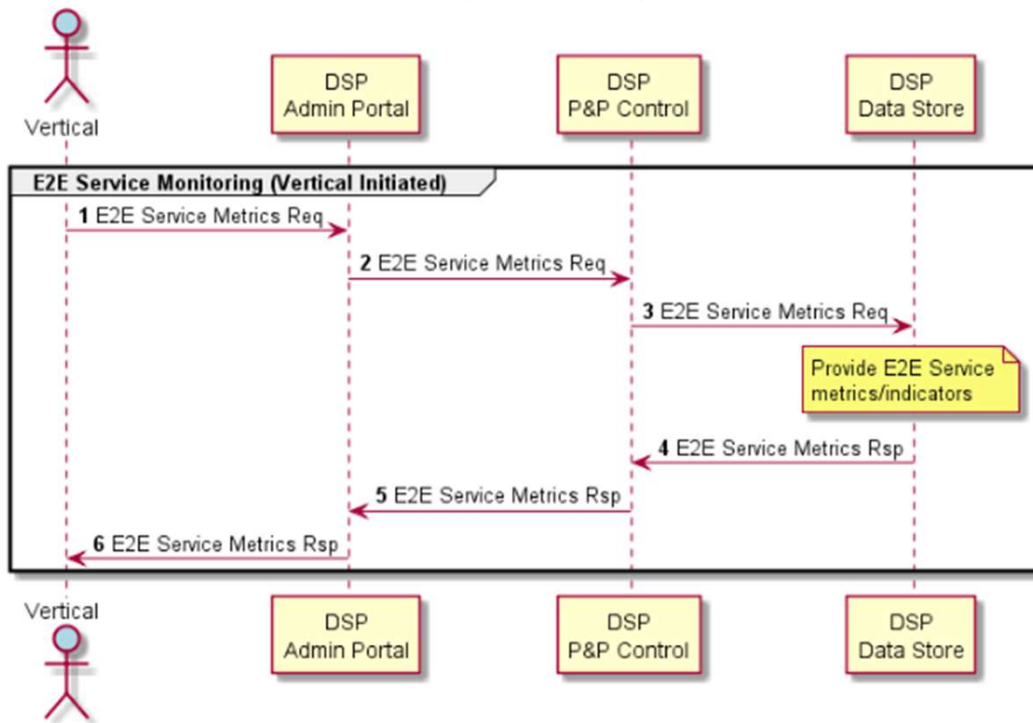 Vertical
DSP
Admin Portal
DSP
P&P Control
DSP
Data Store
E2E Service Monitoring (Vertical Initiated)
1 E2E Service Metrics Req
2 E2E Service Metrics Req
3 E2E Service Metrics Req
Provide E2E Service
metrics/indicators
4 E2E Service Metrics Rsp
5 E2E Service Metrics Rsp
6 E2E Service Metrics Rsp
Vertical
DSP
Admin Portal
DSP
P&P Control
DSP
Data Store